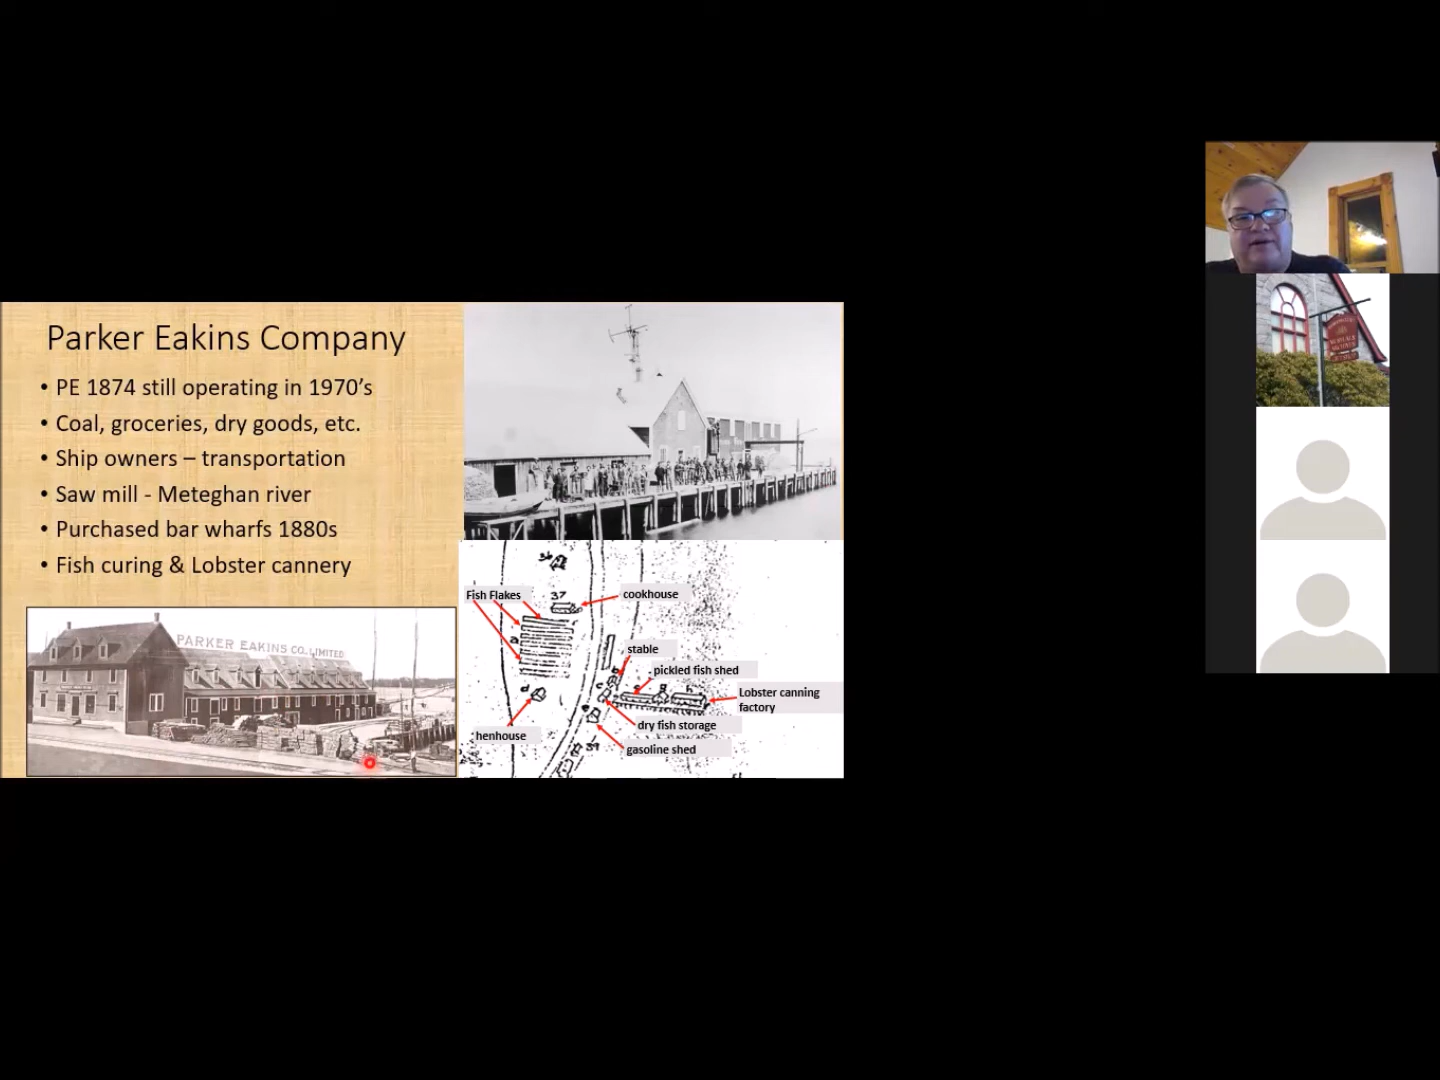 Parker Eakins Company
• PE 1874 still operating in 1970's
• Coal, groceries, dry goods, etc.
• Ship owners – transportation
• Saw mill - Meteghan river
• Purchased bar wharfs 1880s
• Fish curing & Lobster cannery
PARKER EAKINS CO., LIMITED
36
37
Fish Flakes
cookhouse
a
stable
b
pickled fish shed
c
d
e
g
h
Lobster canning
factory
dry fish storage
henhouse
gasoline shed
39